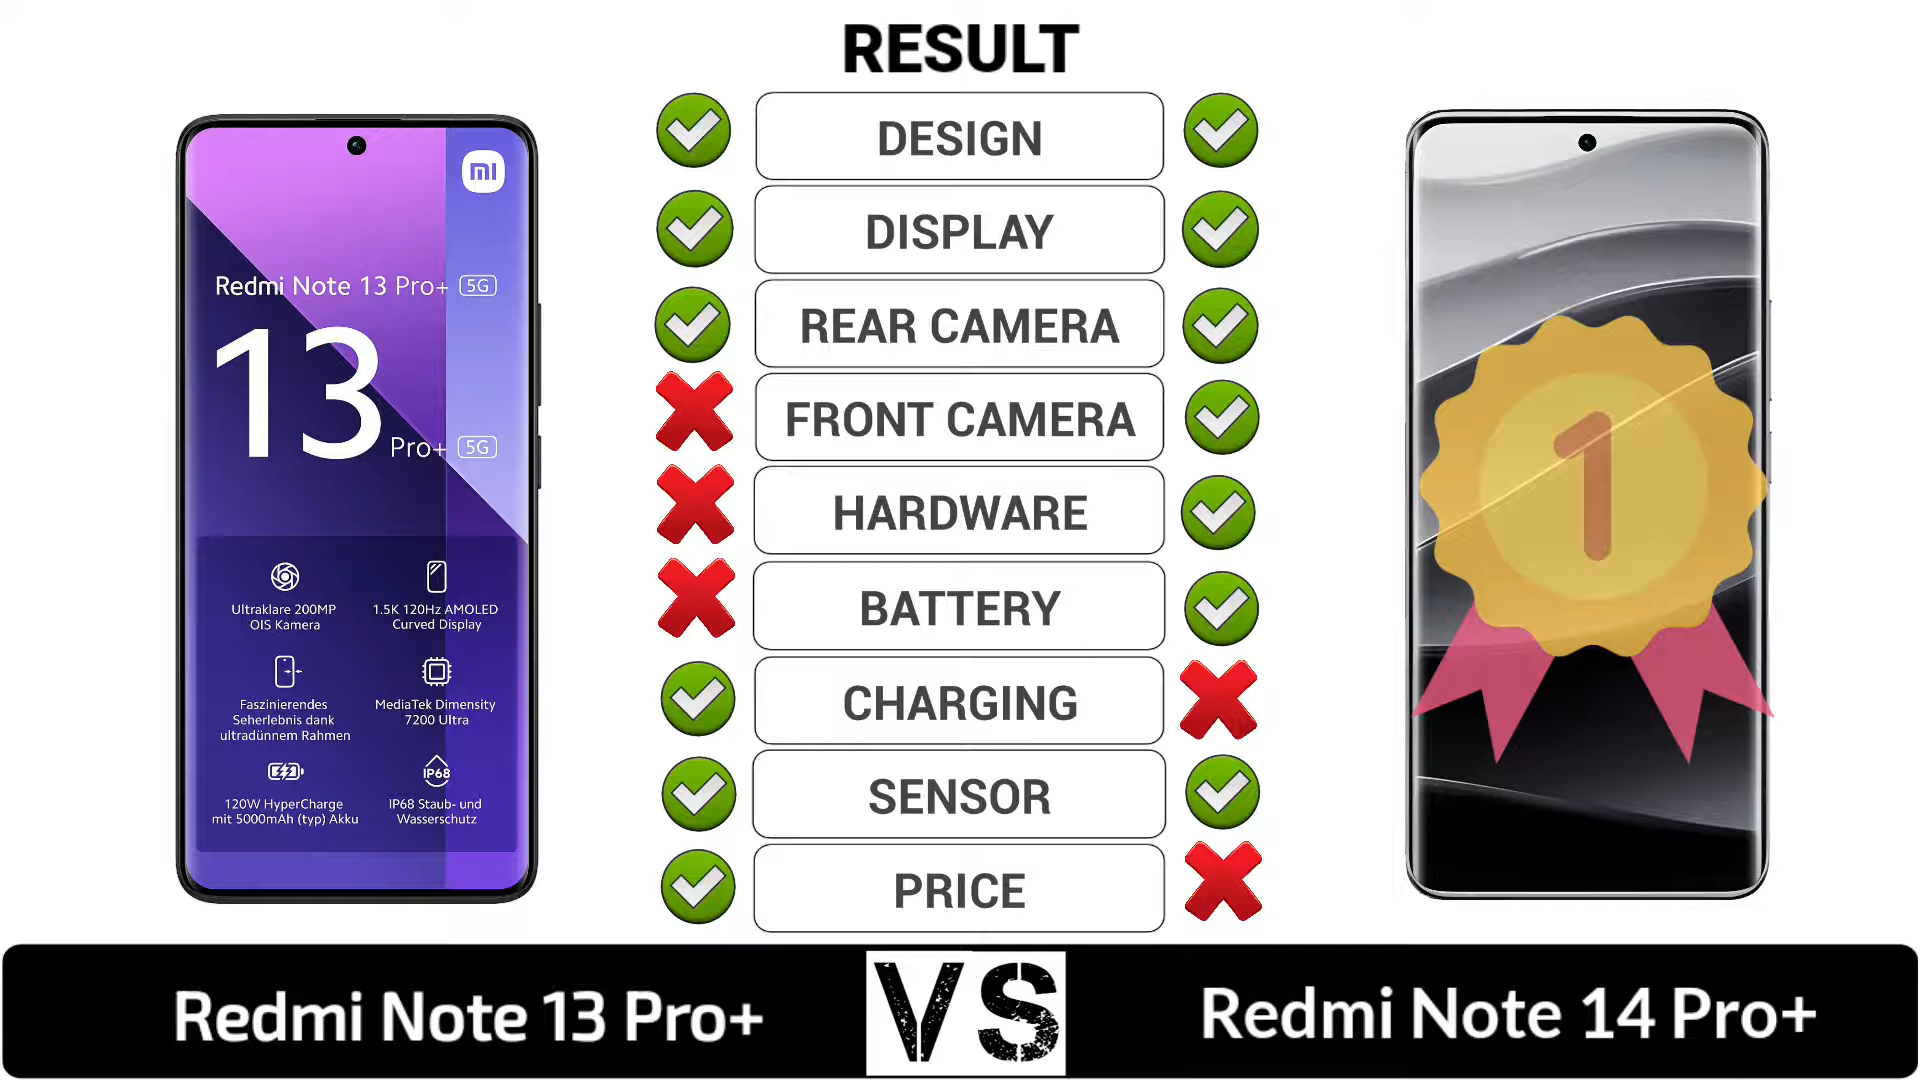 RESULT
DESIGN
DISPLAY
REAR CAMERA
FRONT CAMERA
HARDWARE
BATTERY
CHARGING
SENSOR
PRICE
mi
Redmi Note 13 Pro+ 5G
13
Pro+ 5G
Ultraklare 200MP
OIS Kamera
1.5K 120Hz AMOLED
Curved Display
Faszinierendes
Seherlebnis dank
ultradünnem Rahmen
MediaTek Dimensity
7200 Ultra
120W HyperCharge
mit 5000mAh (typ) Akku
IP68
IP68 Staub- und
Wasserschutz
1
Redmi Note 13 Pro+
VS
Redmi Note 14 Pro+